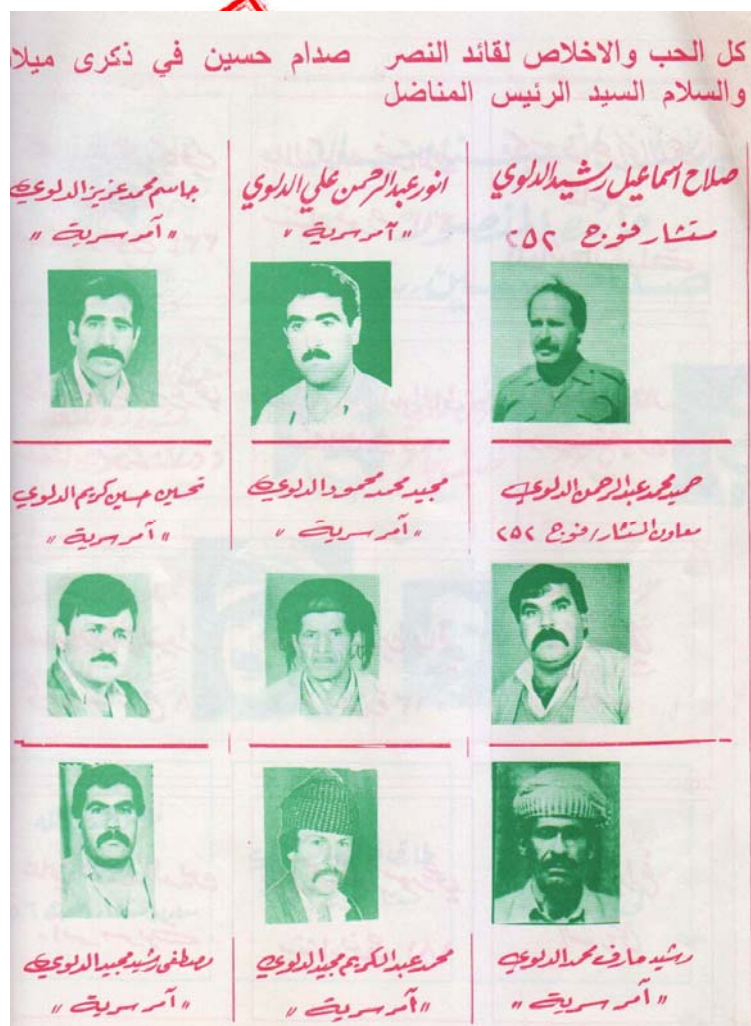 كل الحب والاخلاص لقائد النصر صدام حسين في ذكرى ميلا
والسلام السيد الرئيس المناضل
صلاح اسماعيل رشيد الدلوي
مستشار فنوج ٢٥٢
انور عبدالرحمن علي الدلوي
"آمر سرية"
جاسم محمد عزيز الدلوي
"آمر سرية"
حميد محمد عبدالرحمن الدلوي
معاون المستشار / فوج ٢٥٢
مجيد محمد محمود الدلوي
"آمر سرية"
تحسين حسين كريم الدلوي
"آمر سرية"
رشيد عارف محمد الدلوي
"آمر سرية"
محمد عبدالكريم مجيد الدلوي
"آمر سرية"
مصطفى رشيد مجيد الدلوي
"آمر سرية"